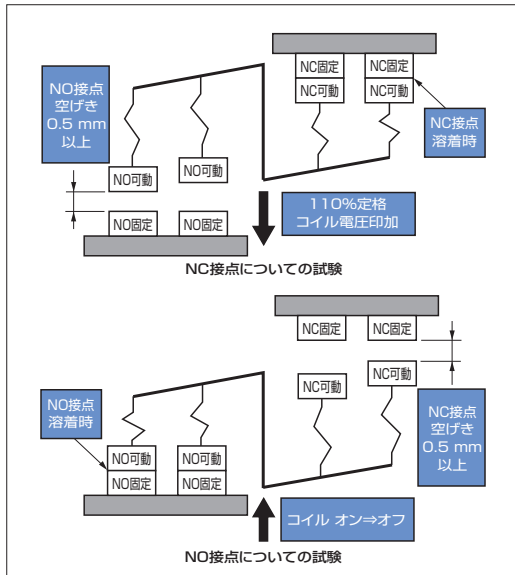 NO接点
空げき
0.5 mm
以上
NC固定
NC固定
NC可動
NC可動
NC接点
溶着時
NO可動
NO可動
NO固定
NO固定
110%定格
コイル電圧印加
NC接点についての試験
NC固定
NC固定
NC可動
NC可動
NO接点
溶着時
NC接点
空げき
0.5 mm
以上
NO可動
NO可動
NO固定
NO固定
コイル オン⇒オフ
NO接点についての試験